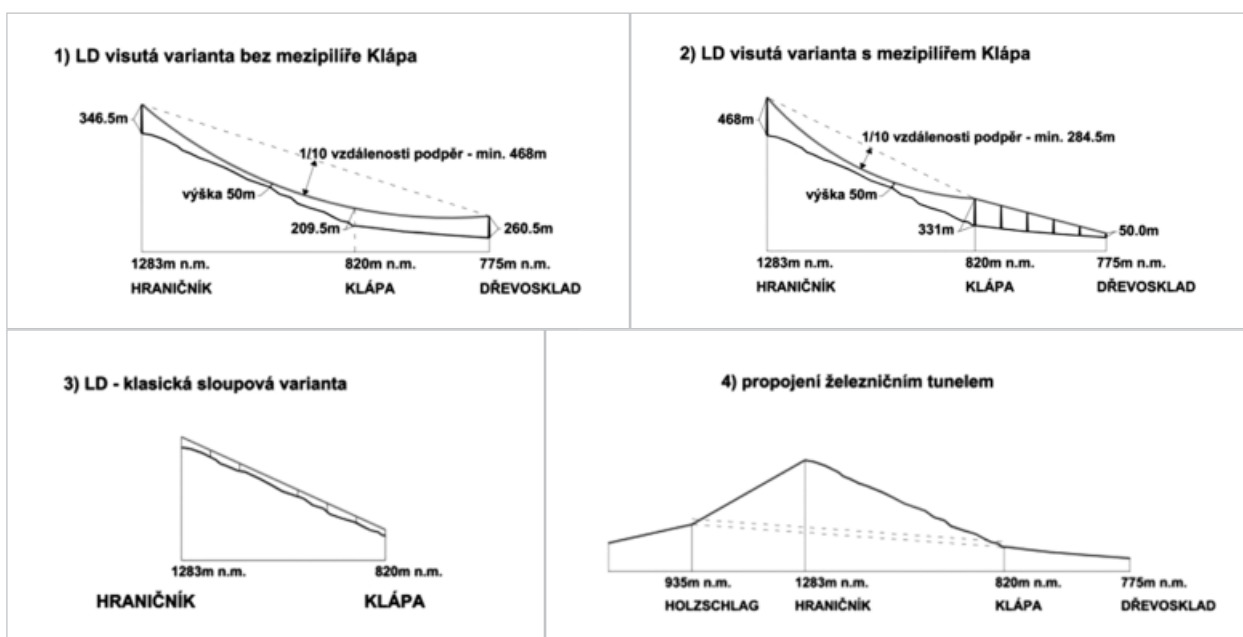 1) LD visutá varianta bez mezipilíře Klápa
346.5m
1/10 vzdálenosti podpěr - min. 468m
výška 50m
209.5m
260.5m
1283m n.m.
820m n.m.
775m n.m.
HRANIČNÍK
KLÁPA
DŘEVOSKLAD
2) LD visutá varianta s mezipilířem Klápa
468m
1/10 vzdálenosti podpěr - min. 284.5m
výška 50m
331m
50.0m
1283m n.m.
820m n.m.
775m n.m.
HRANIČNÍK
KLÁPA
DŘEVOSKLAD
3) LD - klasická sloupová varianta
1283m n.m.
820m n.m.
HRANIČNÍK
KLÁPA
4) propojení železničním tunelem
935m n.m.
1283m n.m.
820m n.m.
775m n.m.
HOLZSCHLAG
HRANIČNÍK
KLÁPA
DŘEVOSKLAD